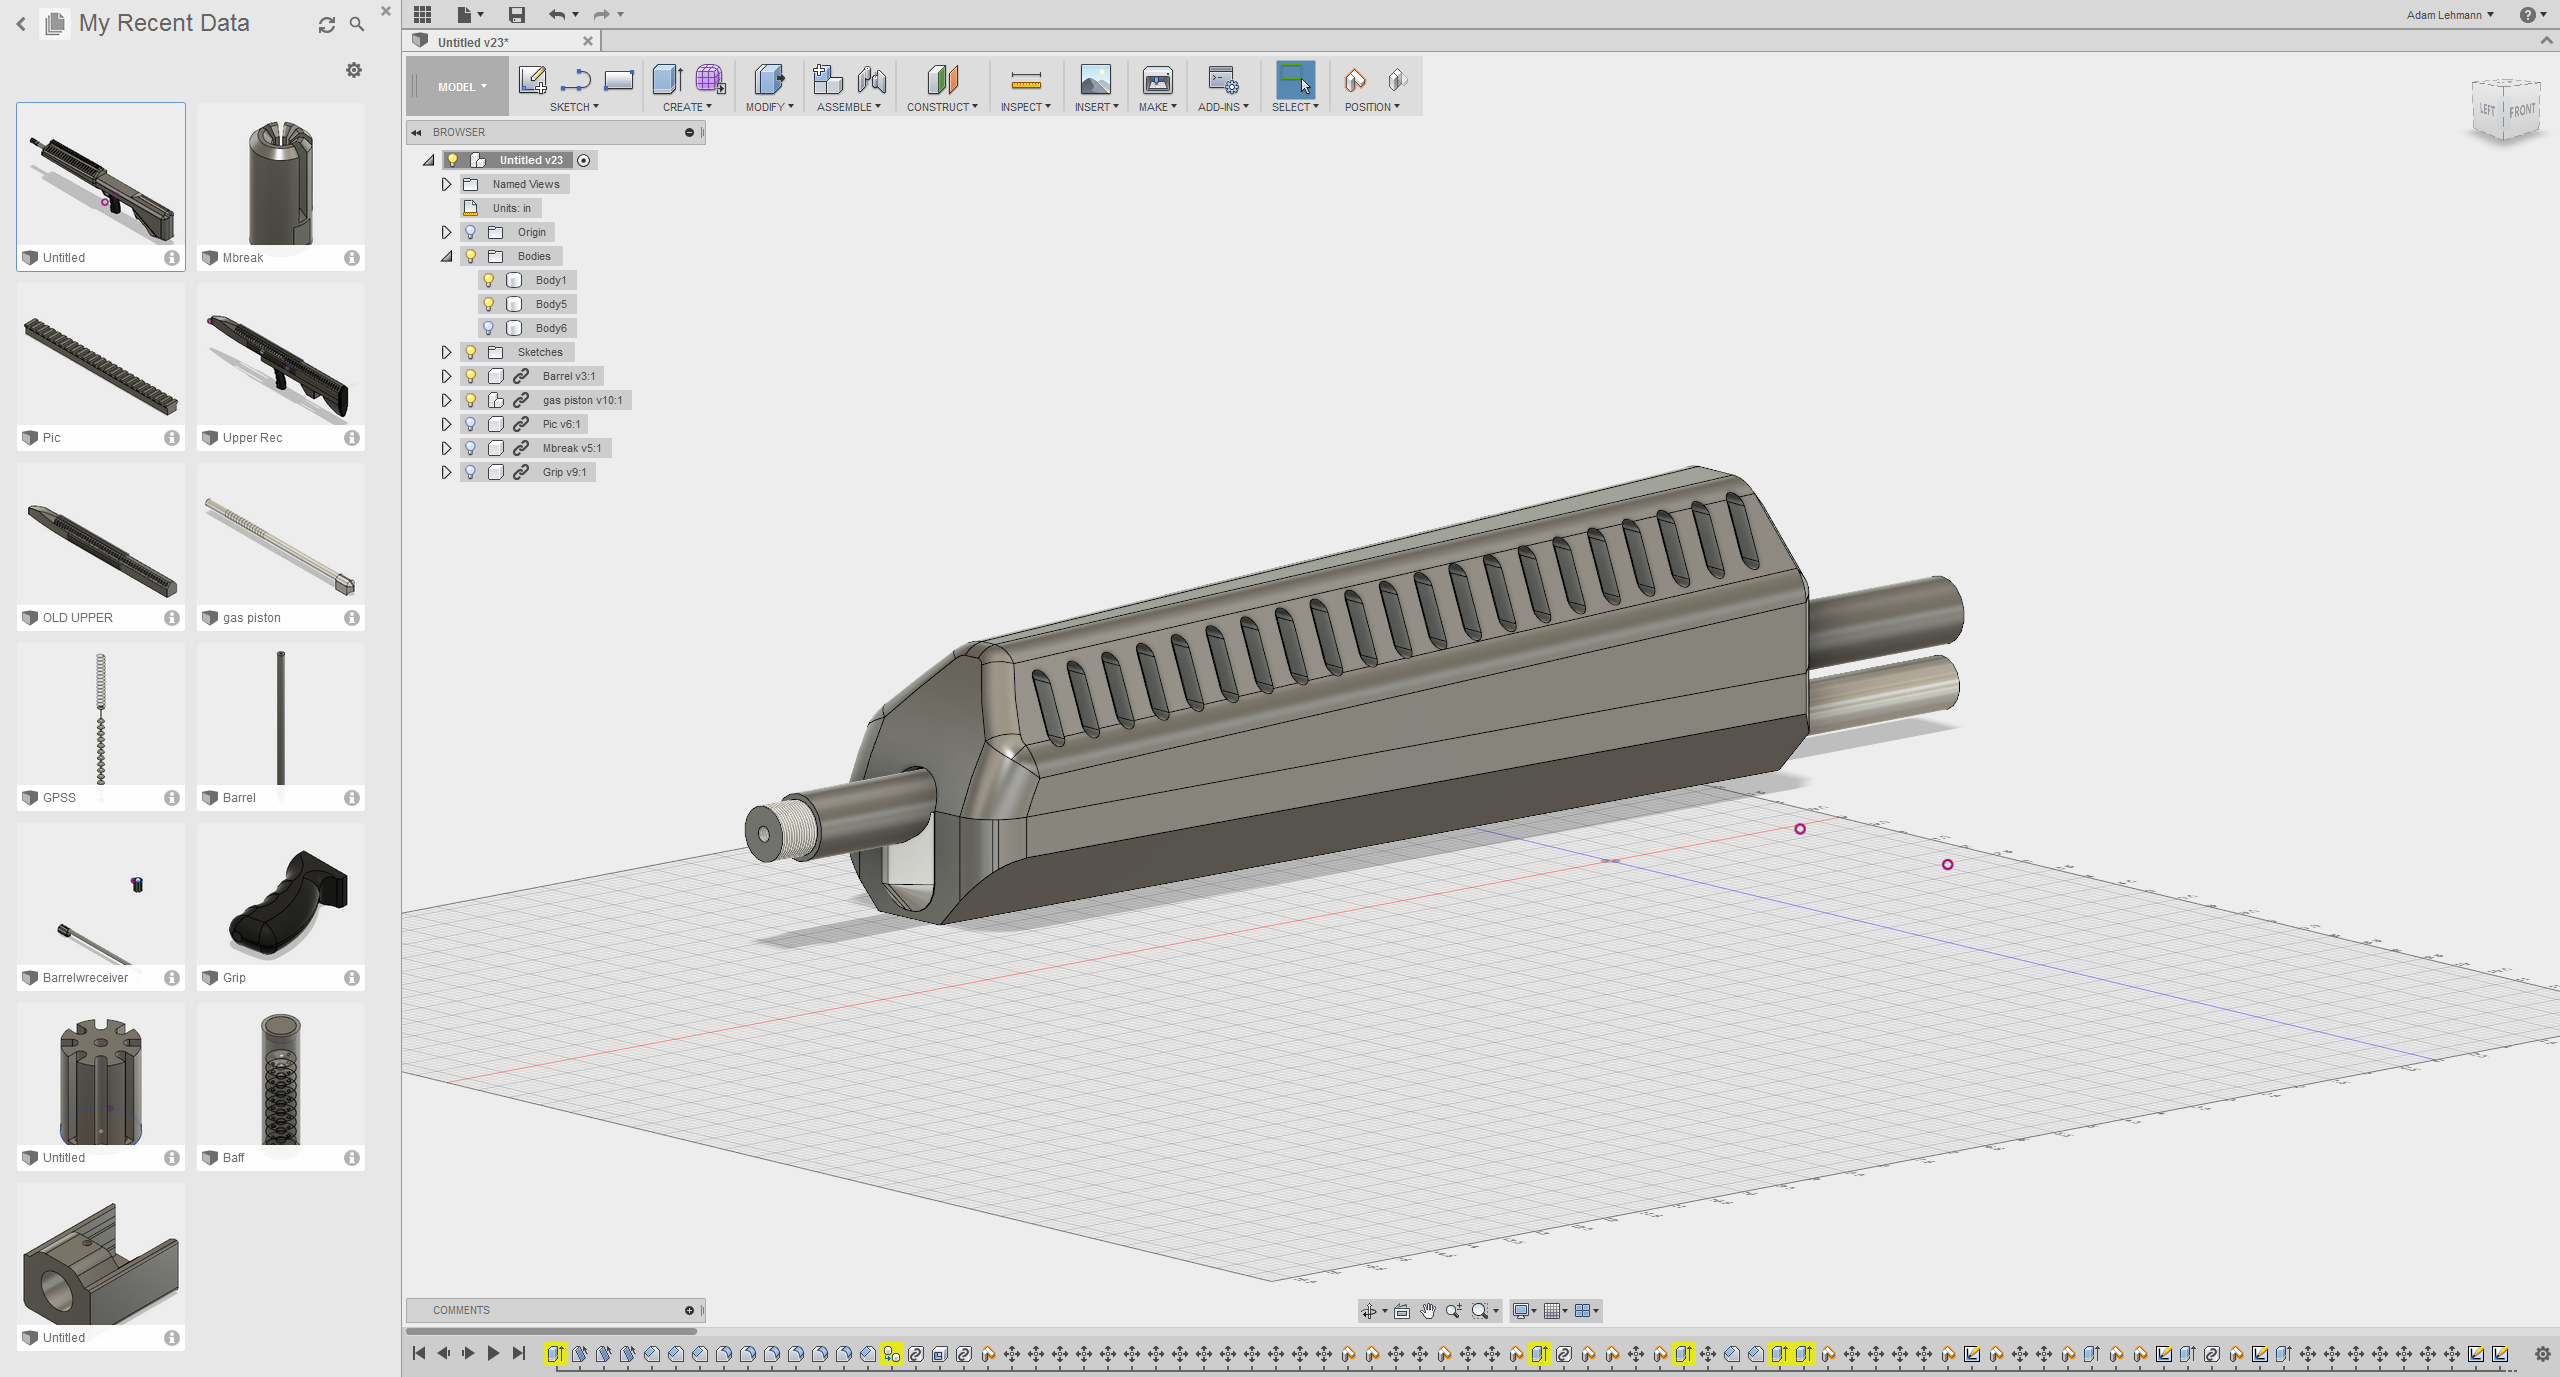 My Recent Data
Untitled
Mbreak
Pic
Upper Rec
OLD UPPER
gas piston
GPSS
Barrel
Barrelwreceiver
Grip
Untitled
Baff
Untitled
Adam Lehmann
Untitled v23*
MODEL
SKETCH
CREATE
MODIFY
ASSEMBLE
CONSTRUCT
INSPECT
INSERT
MAKE
ADD-INS
SELECT
POSITION
BROWSER
Untitled v23
Named Views
Units: in
Origin
Bodies
Body1
Body5
Body6
Sketches
Barrel v3:1
gas piston v10:1
Pic v6:1
Mbreak v5:1
Grip v9:1
LEFT
FRONT
COMMENTS